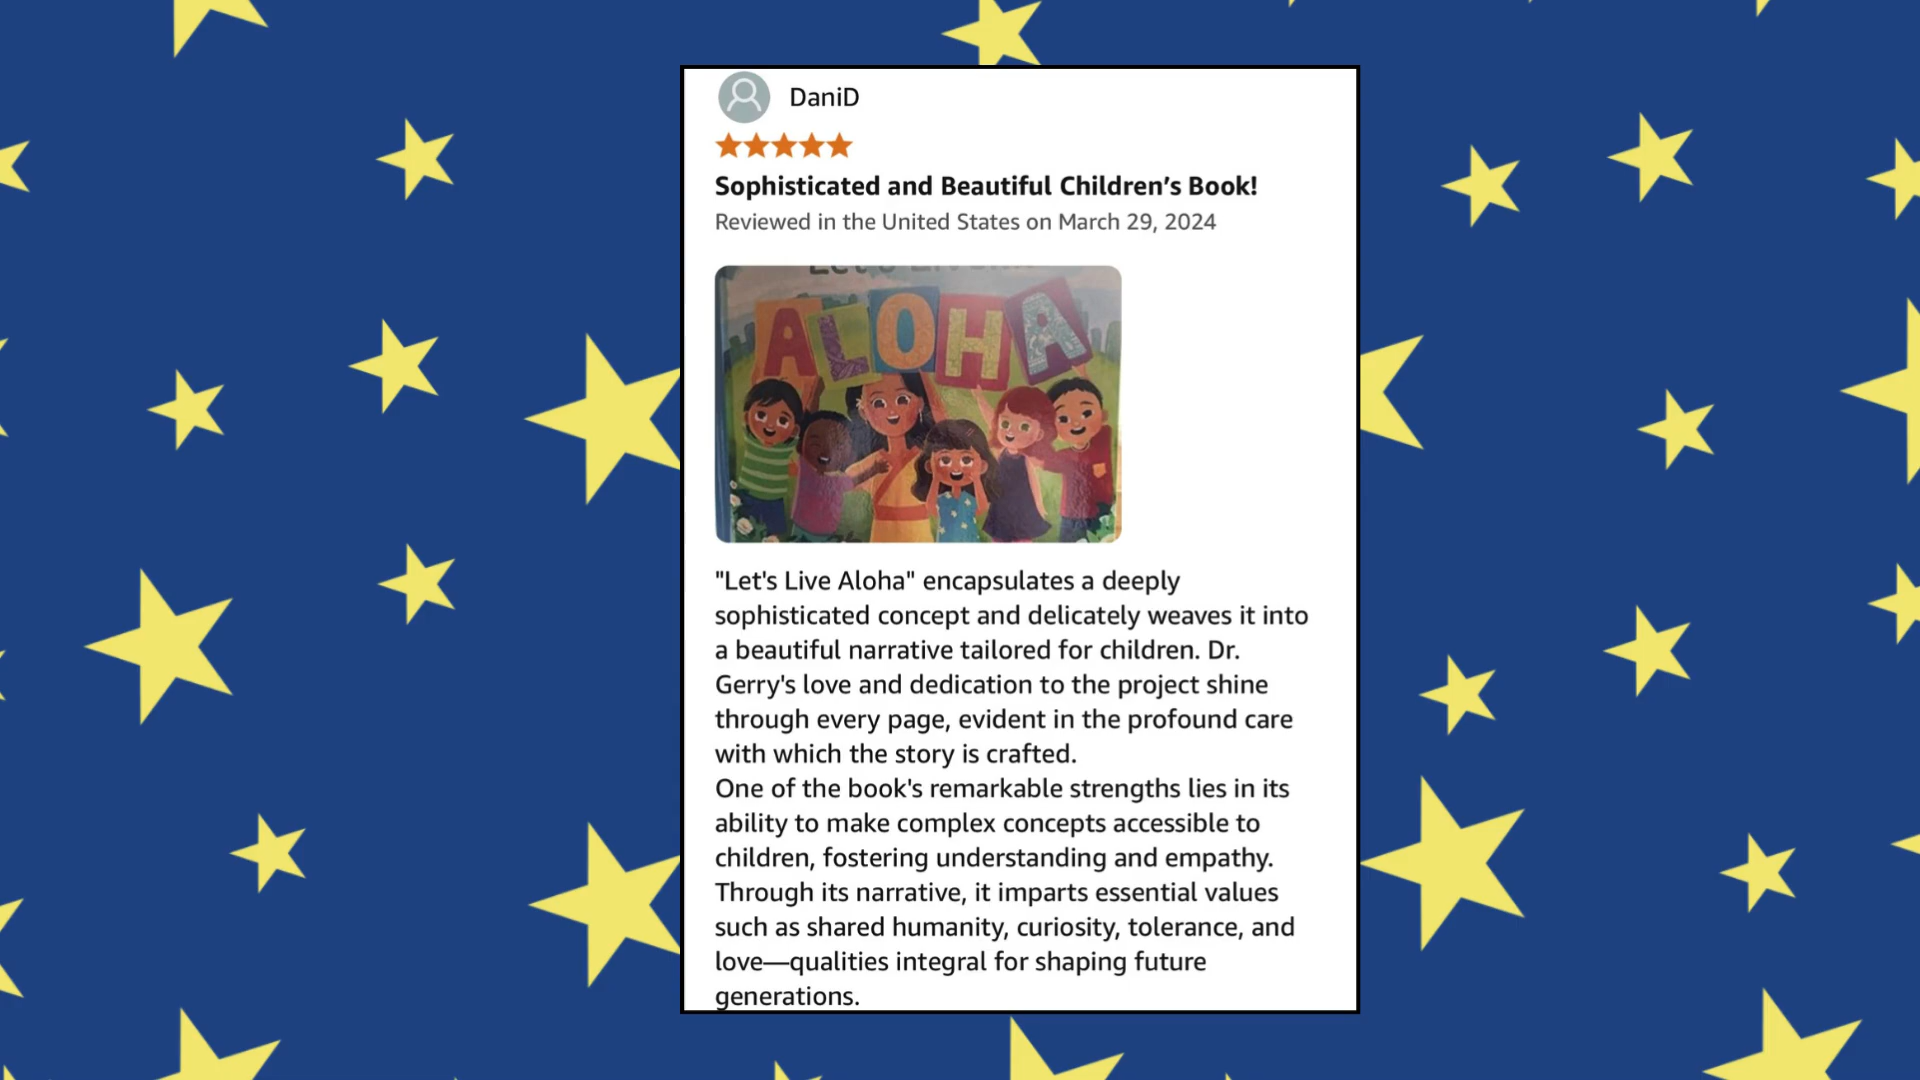 DaniD
Sophisticated and Beautiful Children’s Book!
Reviewed in the United States on March 29, 2024
ALOHA
"Let's Live Aloha" encapsulates a deeply
sophisticated concept and delicately weaves it into
a beautiful narrative tailored for children. Dr.
Gerry's love and dedication to the project shine
through every page, evident in the profound care
with which the story is crafted.
One of the book's remarkable strengths lies in its
ability to make complex concepts accessible to
children, fostering understanding and empathy.
Through its narrative, it imparts essential values
such as shared humanity, curiosity, tolerance, and
love—qualities integral for shaping future
generations.